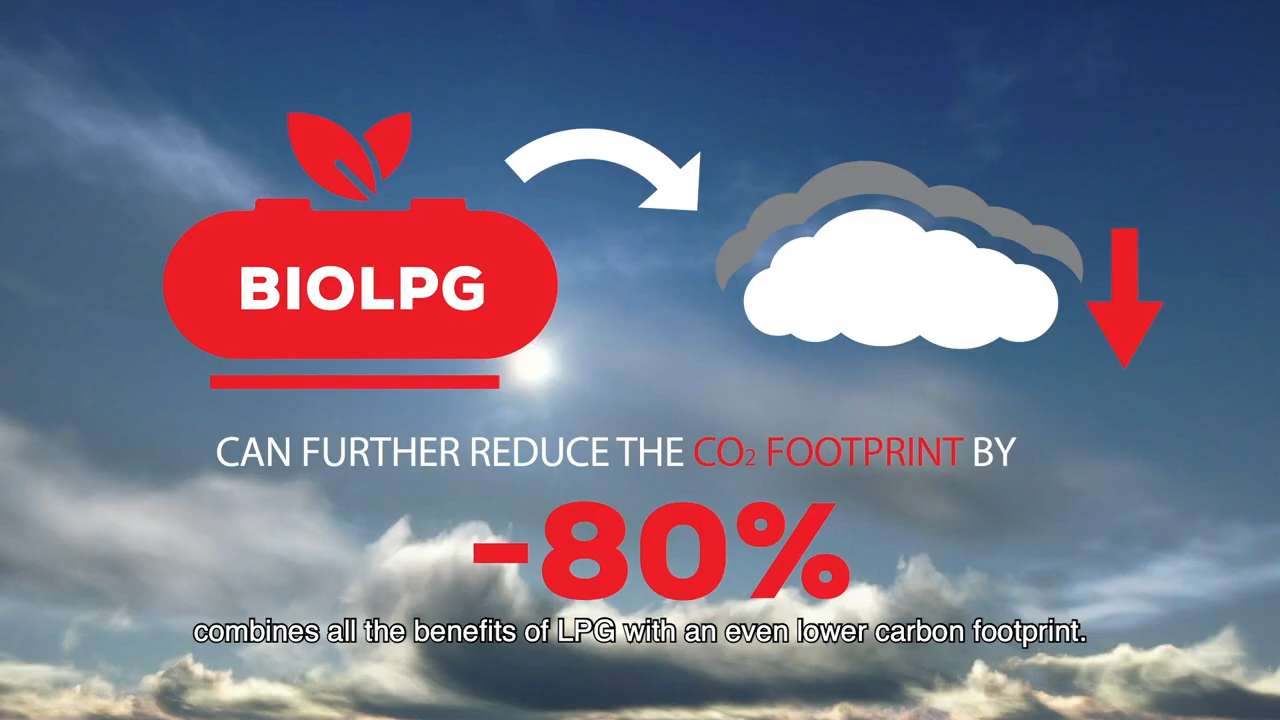 BIOLPG
CAN FURTHER REDUCE THE CO₂ FOOTPRINT BY
-80%
combines all the benefits of LPG with an even lower carbon footprint.